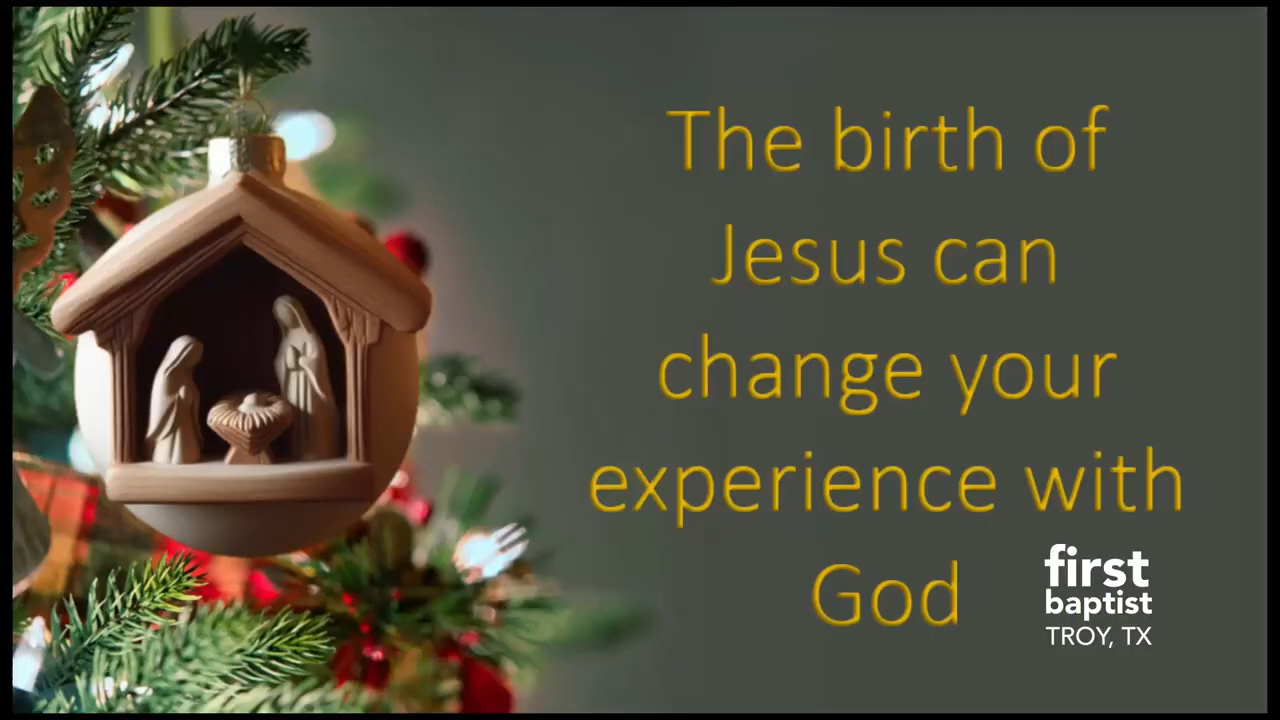 The birth of
Jesus can
change your
experience with
God
first
baptist
TROY, TX